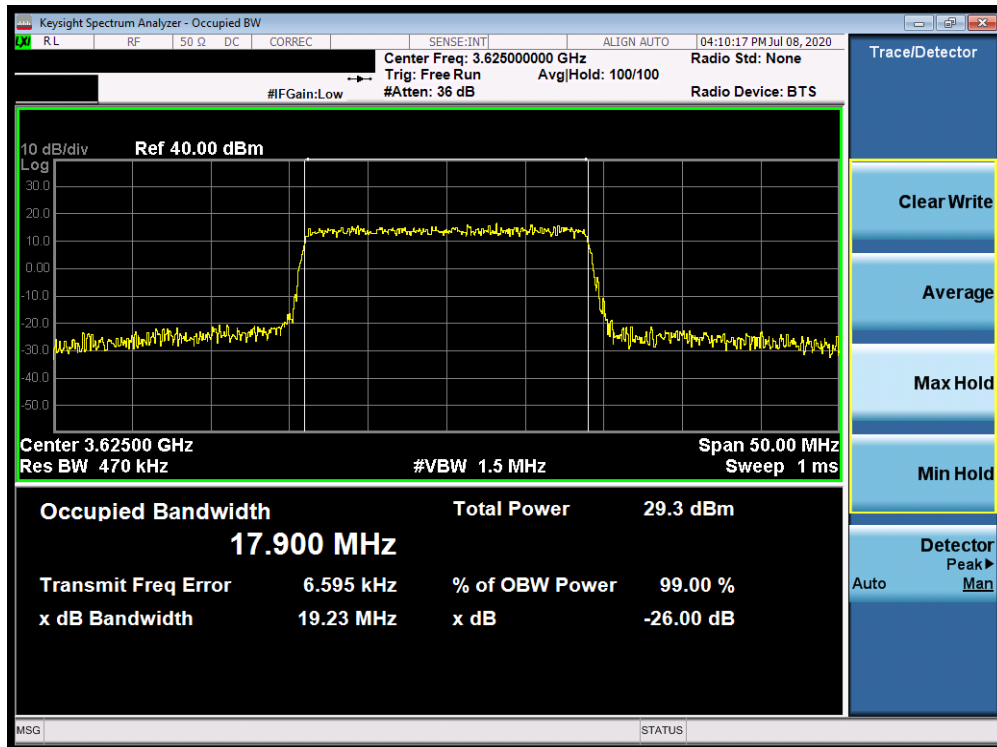 Keysight Spectrum Analyzer - Occupied BW
LXI RL RF 50 Ω DC CORREC SENSE:INT ALIGN AUTO 04:10:17 PM Jul 08, 2020
Center Freq: 3.625000000 GHz Radio Std: None
Trig: Free Run Avg|Hold: 100/100
#IFGain:Low #Atten: 36 dB Radio Device: BTS
10 dB/div Ref 40.00 dBm
Log
30.0
20.0
10.0
0.00
-10.0
-20.0
-30.0
-40.0
-50.0
Center 3.62500 GHz Span 50.00 MHz
Res BW 470 kHz #VBW 1.5 MHz Sweep 1 ms
Occupied Bandwidth Total Power 29.3 dBm
17.900 MHz
Transmit Freq Error 6.595 kHz % of OBW Power 99.00 %
x dB Bandwidth 19.23 MHz x dB -26.00 dB
MSG STATUS
Trace/Detector
Clear Write
Average
Max Hold
Min Hold
Detector
Peak▶
Auto Man